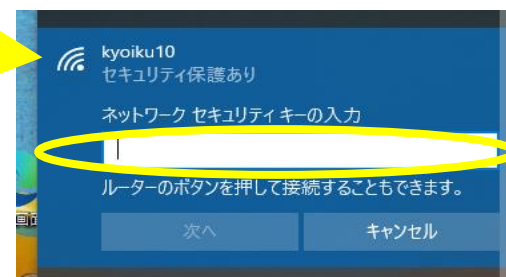 kyoiku10
セキュリティ保護あり
ネットワーク セキュリティ キーの入力
ルーターのボタンを押して接続することもできます。
次へ
キャンセル